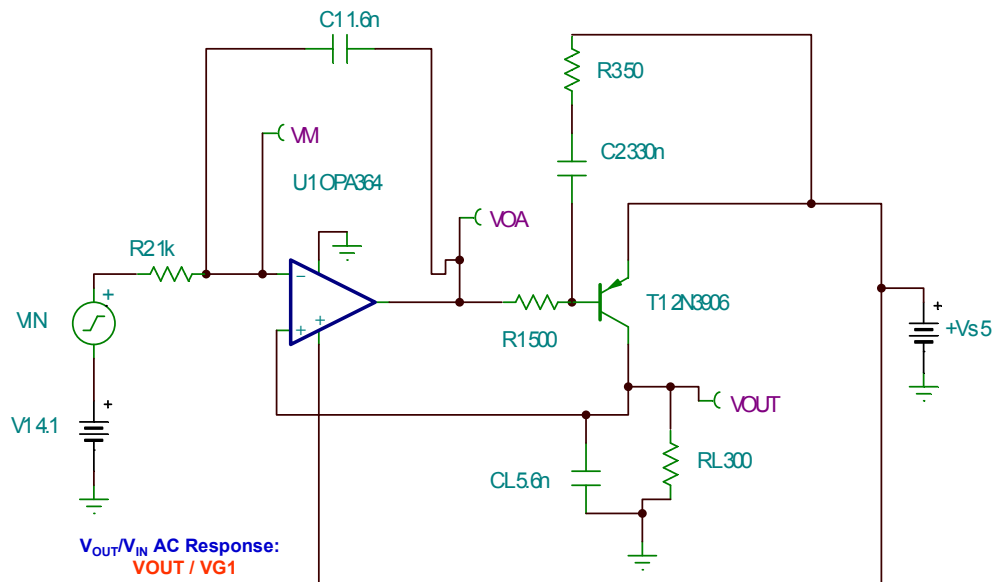 C1 1.6n
R3 50
VM
C2 330n
U1 OPA364
VOA
R2 1k
VIN
R1 500
T1 2N3906
+Vs 5
V1 4.1
VOUT
CL 5.6n
RL 300
VOUT/VIN AC Response:
VOUT / VG1